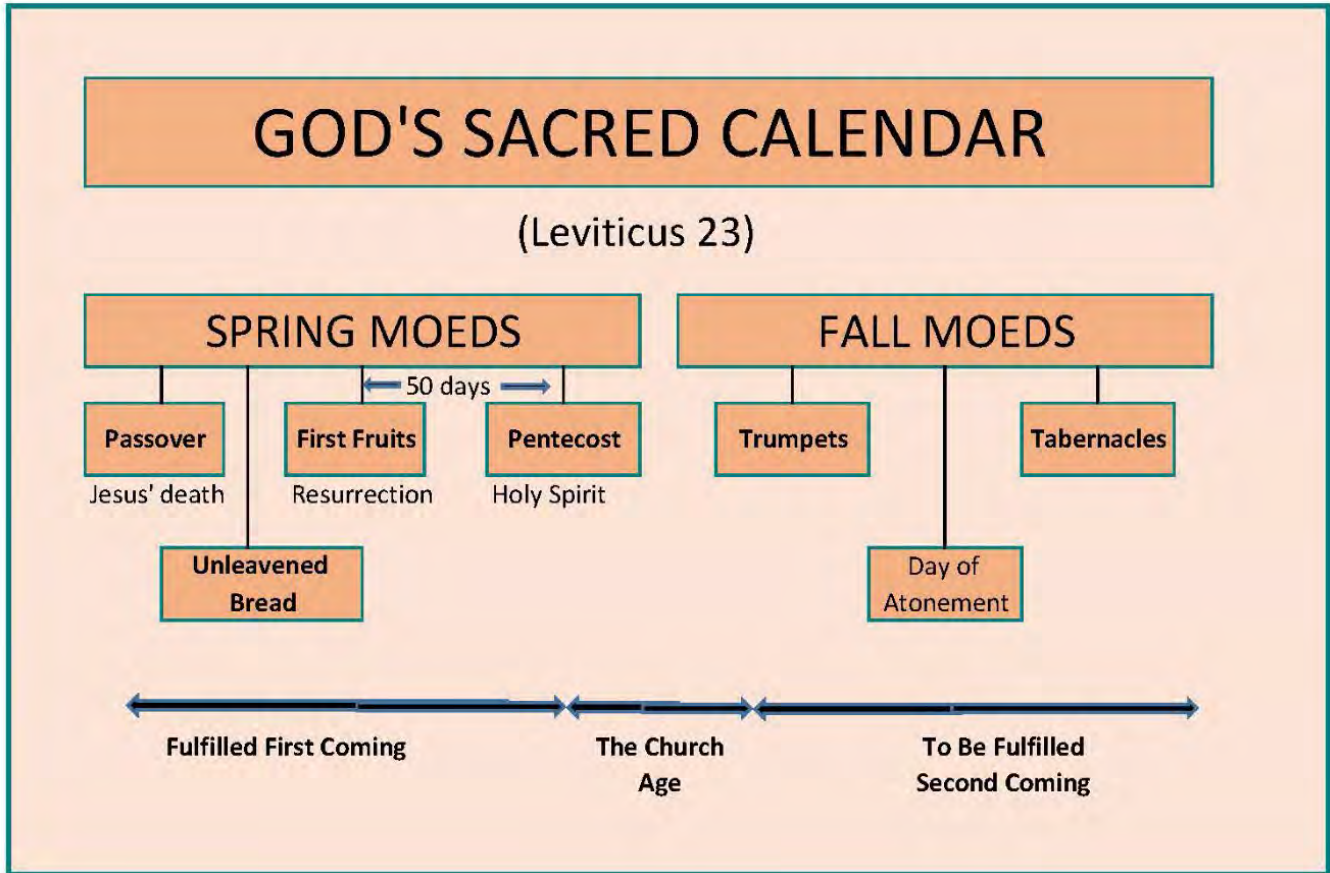 GOD'S SACRED CALENDAR
(Leviticus 23)
SPRING MOEDS
FALL MOEDS
50 days
Passover
First Fruits
Pentecost
Trumpets
Tabernacles
Jesus' death
Resurrection
Holy Spirit
Unleavened
Bread
Day of
Atonement
Fulfilled First Coming
The Church
Age
To Be Fulfilled
Second Coming